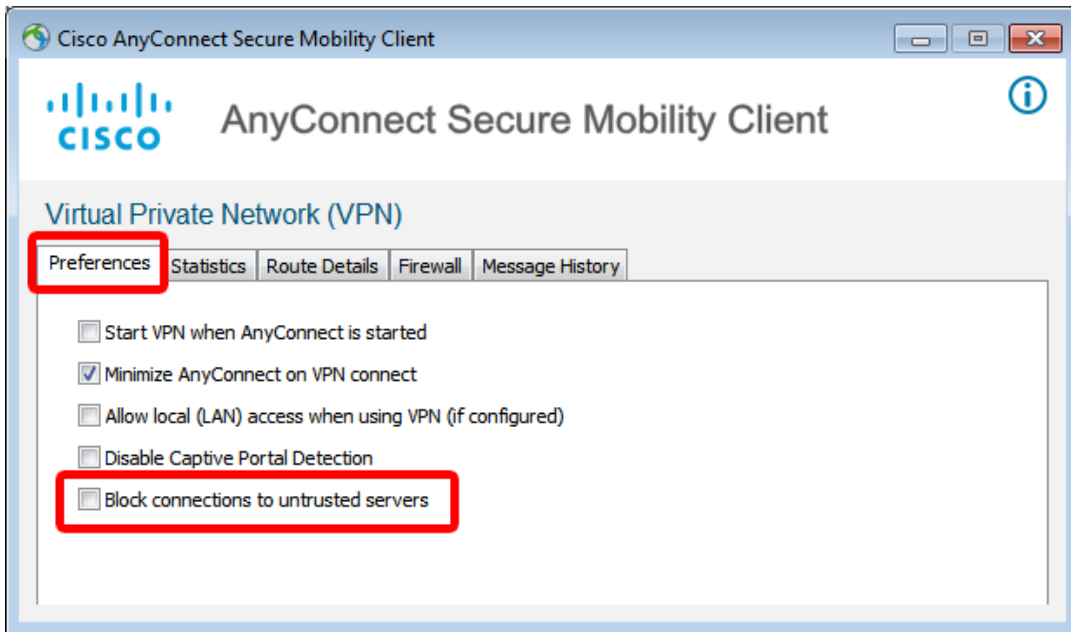 Cisco AnyConnect Secure Mobility Client
CISCO
AnyConnect Secure Mobility Client
Virtual Private Network (VPN)
Preferences Statistics Route Details Firewall Message History
Start VPN when AnyConnect is started
Minimize AnyConnect on VPN connect
Allow local (LAN) access when using VPN (if configured)
Disable Captive Portal Detection
Block connections to untrusted servers